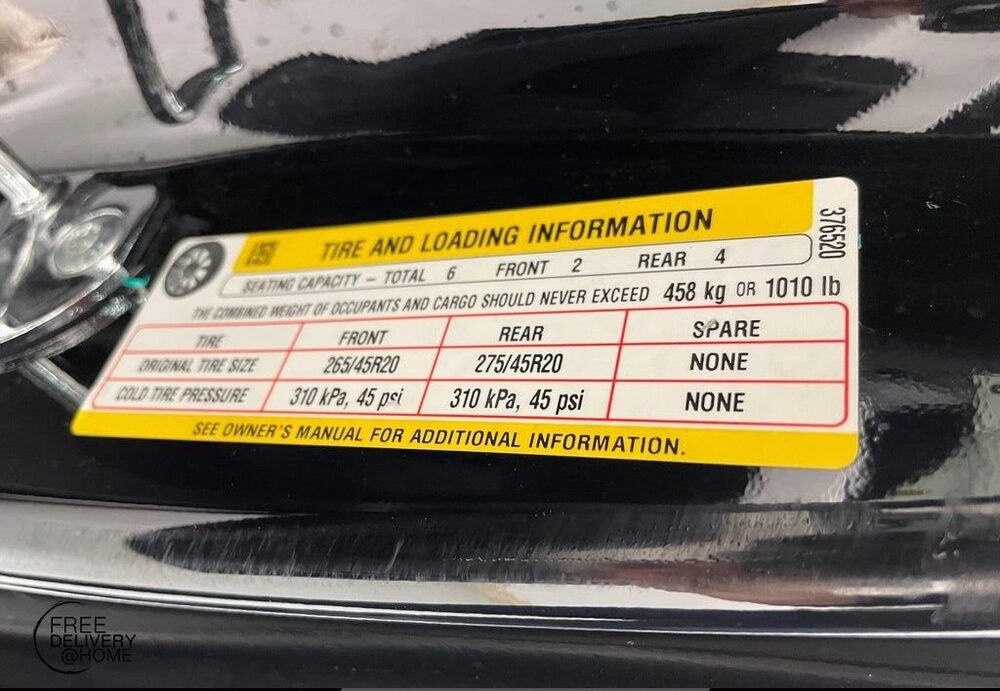 TIRE AND LOADING INFORMATION
376520
SEATING CAPACITY – TOTAL 6 FRONT 2 REAR 4
THE COMBINED WEIGHT OF OCCUPANTS AND CARGO SHOULD NEVER EXCEED 458 kg OR 1010 lb
TIRE FRONT REAR SPARE
ORIGINAL TIRE SIZE 265/45R20 275/45R20 NONE
COLD TIRE PRESSURE 310 kPa, 45 psi 310 kPa, 45 psi NONE
SEE OWNER'S MANUAL FOR ADDITIONAL INFORMATION.
FREE
DELIVERY
@HOME